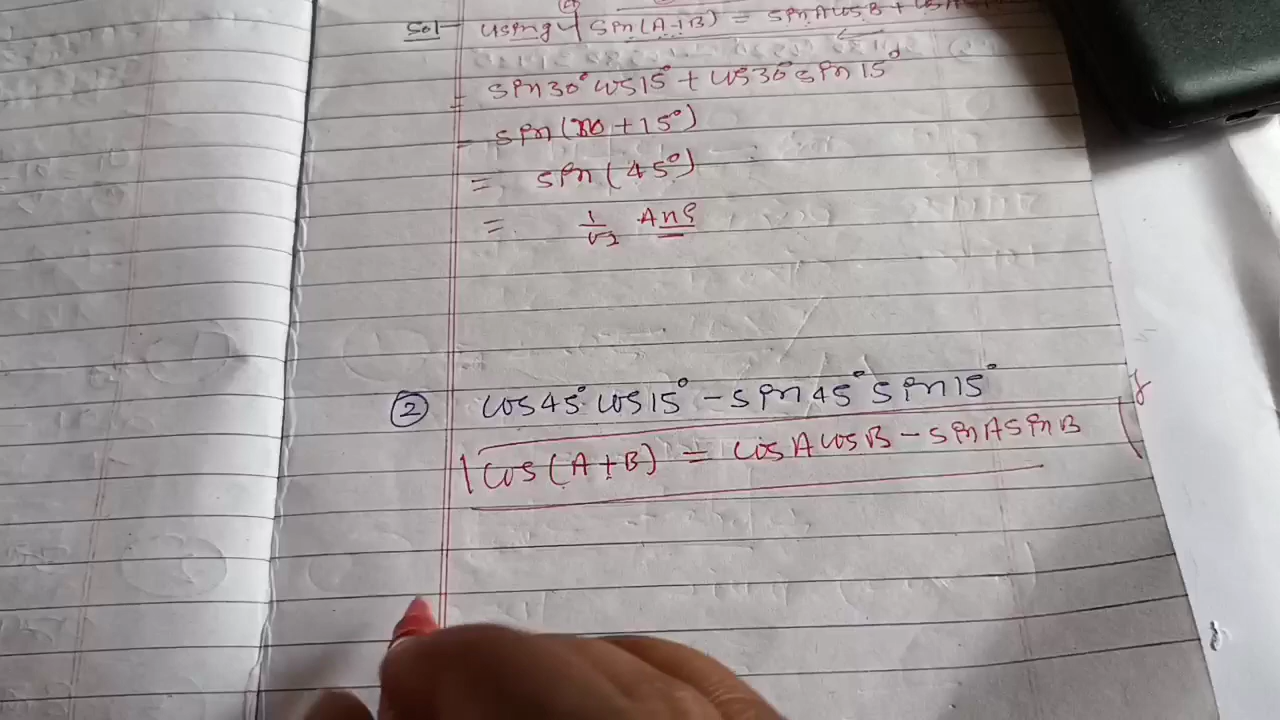 Sol- using sin(A+B) = sinAcosB +
= sin30° cos15° + cos30° sin15°
= sin(30 + 15°)
= sin(45°)
= 1/√2 Ans
② cos45° cos15° - sin45° sin15°
cos(A+B) = cosAcosB - sinAsinB